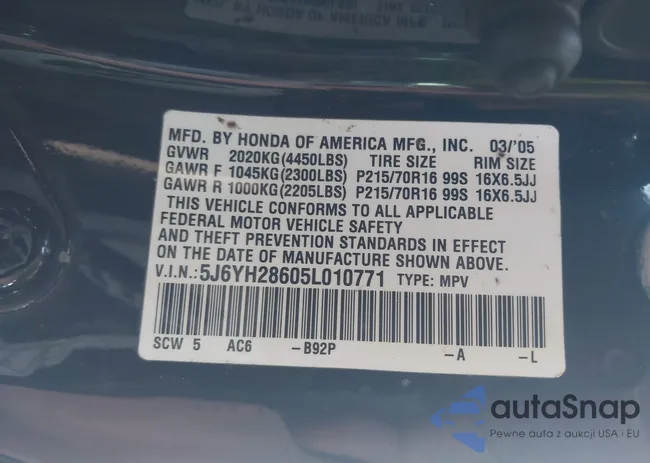 MFD. BY HONDA OF AMERICA MFG., INC. 03/'05
GVWR 2020KG(4450LBS) TIRE SIZE RIM SIZE
GAWR F 1045KG(2300LBS) P215/70R16 99S 16X6.5JJ
GAWR R 1000KG(2205LBS) P215/70R16 99S 16X6.5JJ
THIS VEHICLE CONFORMS TO ALL APPLICABLE
FEDERAL MOTOR VEHICLE SAFETY
AND THEFT PREVENTION STANDARDS IN EFFECT
ON THE DATE OF MANUFACTURE SHOWN ABOVE.
V.I.N.: 5J6YH28605L010771 TYPE: MPV
SCW 5 AC6 -B92P -A -L
autaSnap
Pewne auta z aukcji USA i EU